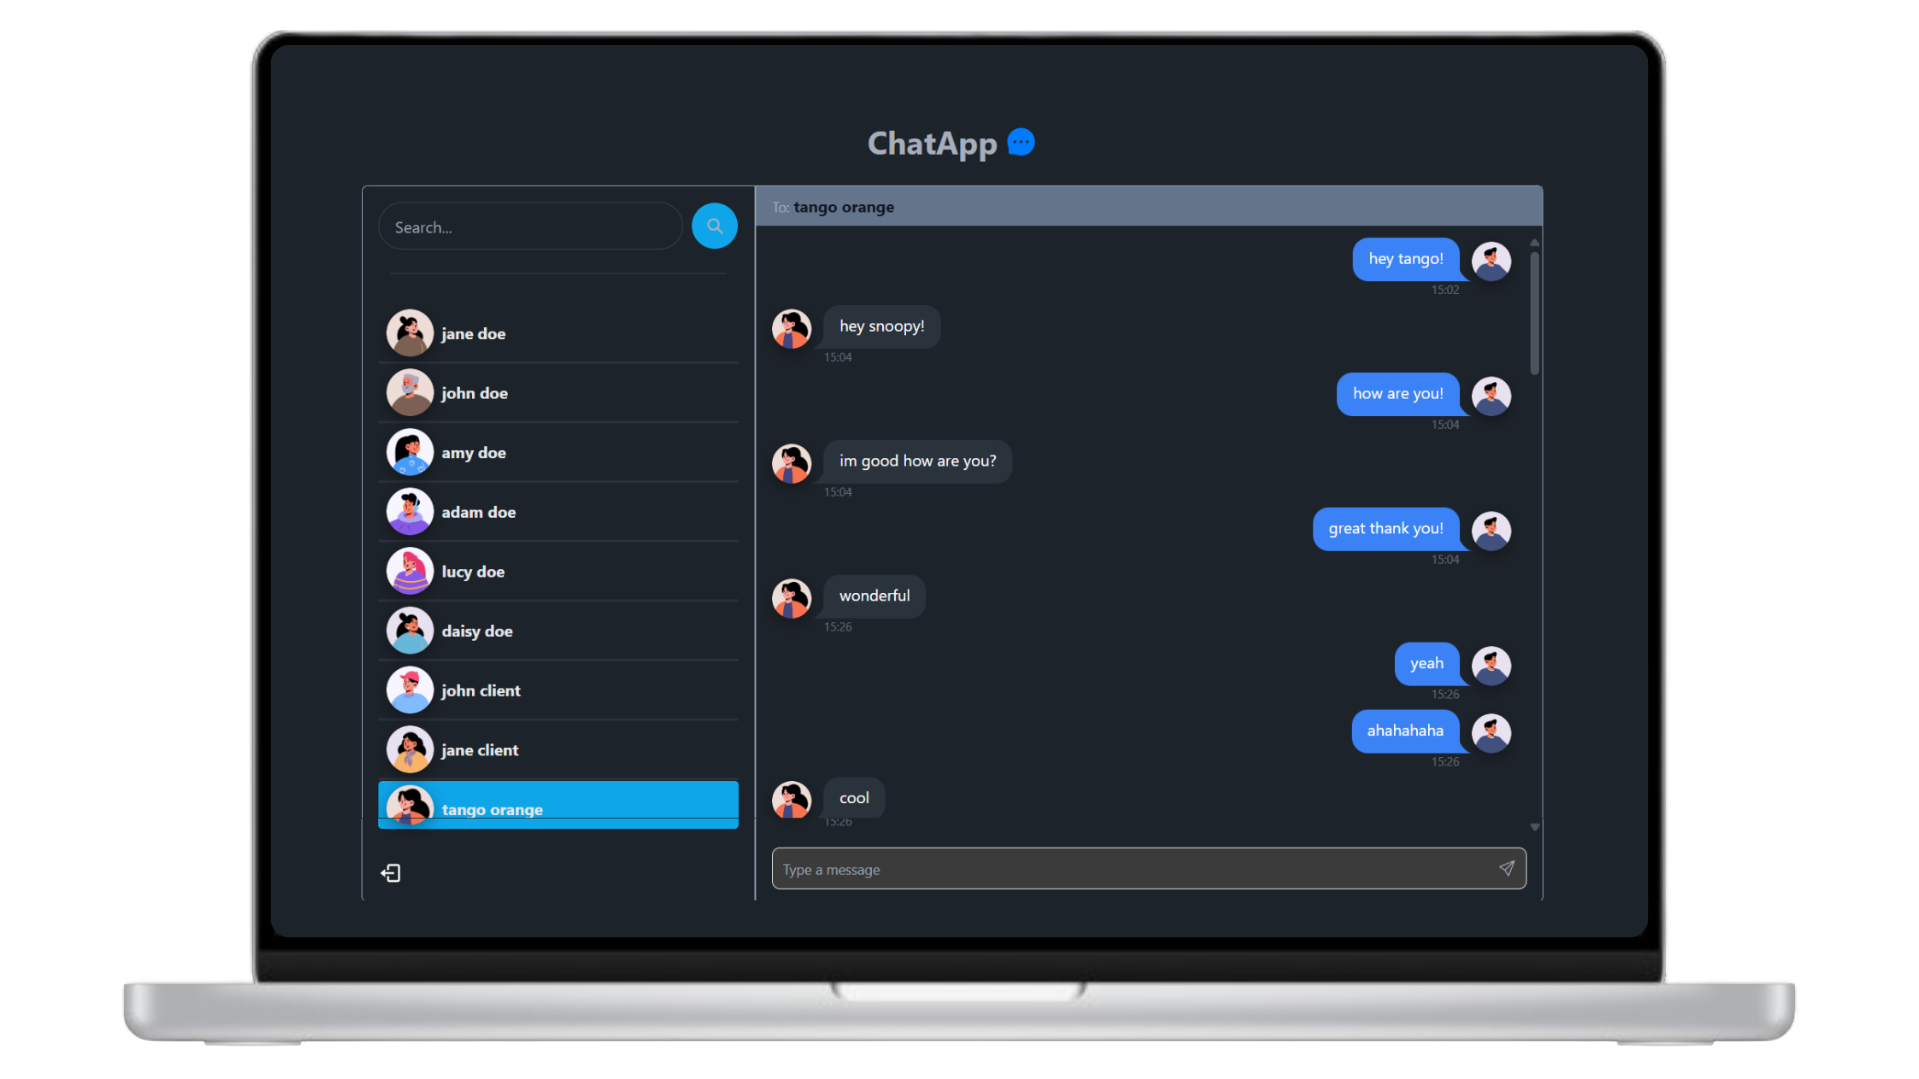 ChatApp
Search...
jane doe
john doe
amy doe
adam doe
lucy doe
daisy doe
john client
jane client
tango orange
To: tango orange
hey tango!
15:02
hey snoopy!
15:04
how are you!
15:04
im good how are you?
15:04
great thank you!
15:04
wonderful
15:26
yeah
15:26
ahahahaha
15:26
cool
15:26
Type a message